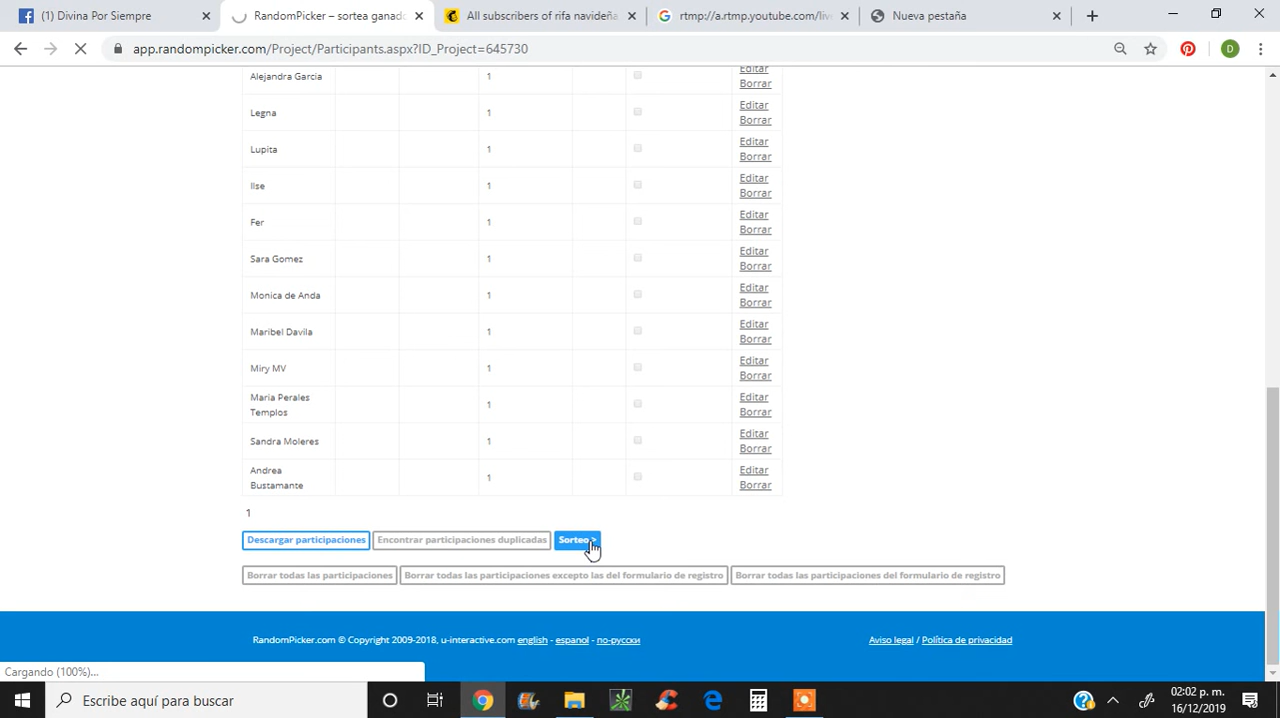 (1) Divina Por Siempre
RandomPicker – sortea ganado
All subscribers of rifa navideña
rtmp://a.rtmp.youtube.com/liv
Nueva pestaña
app.randompicker.com/Project/Participants.aspx?ID_Project=645730
D
Alejandra Garcia 1 Editar
Borrar
Legna 1 Editar
Borrar
Lupita 1 Editar
Borrar
Ilse 1 Editar
Borrar
Fer 1 Editar
Borrar
Sara Gomez 1 Editar
Borrar
Monica de Anda 1 Editar
Borrar
Maribel Davila 1 Editar
Borrar
Miry MV 1 Editar
Borrar
Maria Perales 1 Editar
Templos Borrar
Sandra Moleres 1 Editar
Borrar
Andrea 1 Editar
Bustamante Borrar
1
Descargar participaciones Encontrar participaciones duplicadas Sorteo >
Borrar todas las participaciones Borrar todas las participaciones excepto las del formulario de registro Borrar todas las participaciones del formulario de registro
RandomPicker.com © Copyright 2009-2018, u-interactive.com english - espanol - по-русски Aviso legal / Política de privacidad
Cargando (100%)...
Escribe aquí para buscar
02:02 p. m.
16/12/2019